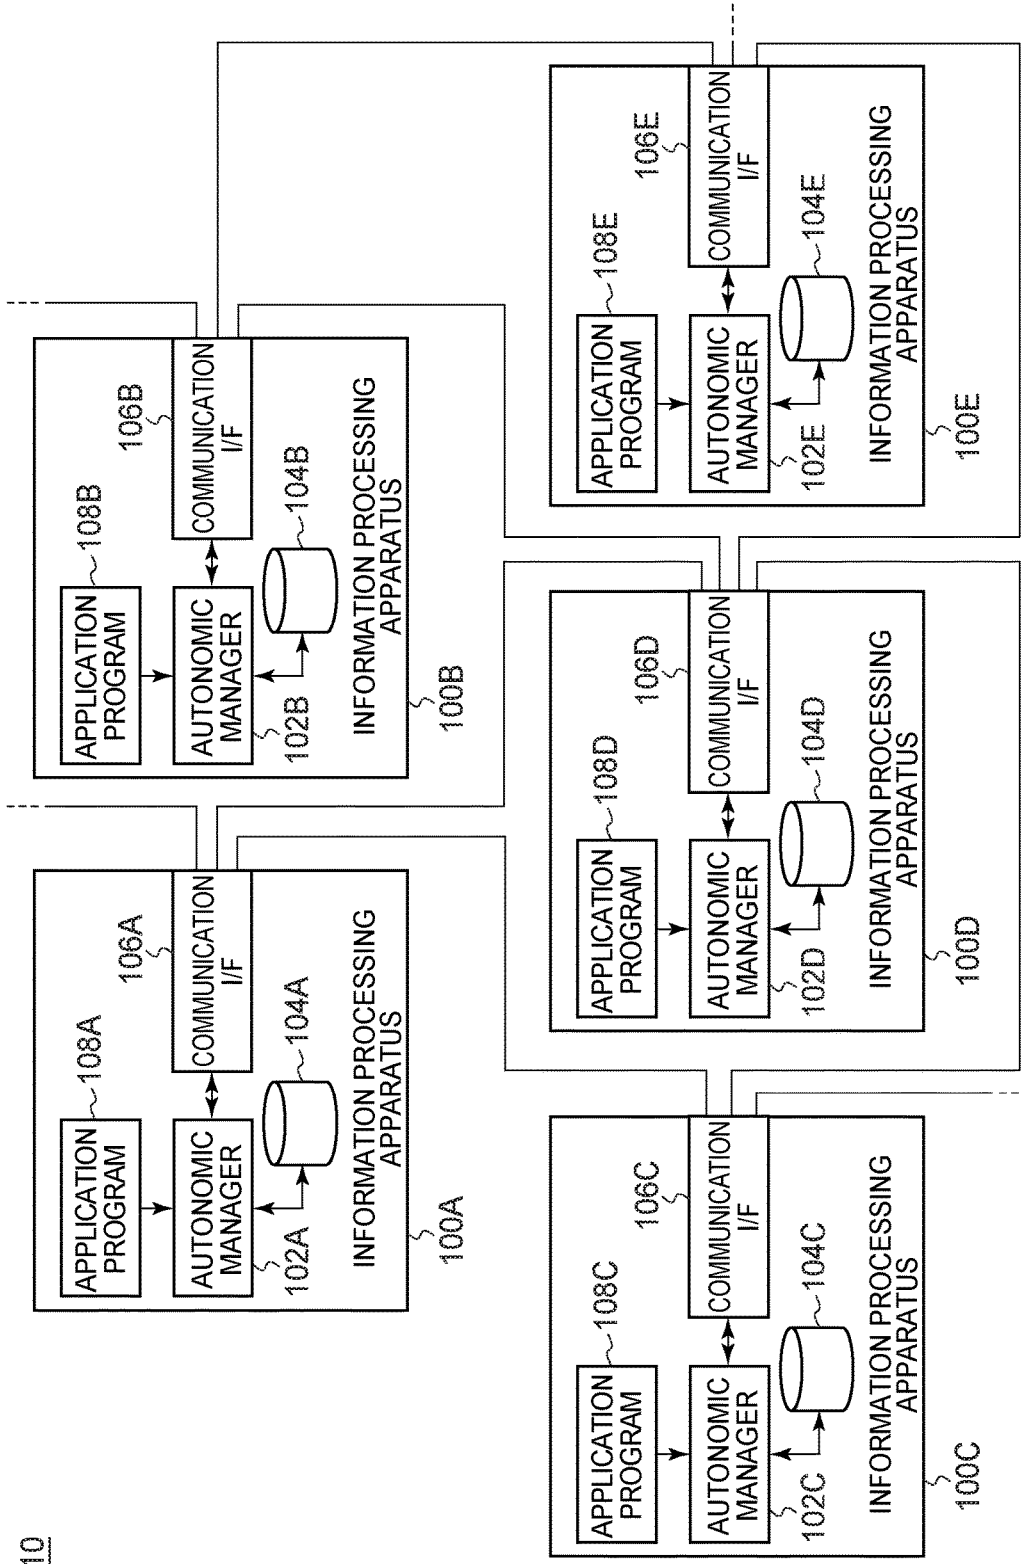 10
APPLICATION
PROGRAM
108A
AUTONOMIC
MANAGER
102A
COMMUNICATION
I/F
106A
104A
INFORMATION PROCESSING
APPARATUS
100A
APPLICATION
PROGRAM
108B
AUTONOMIC
MANAGER
102B
COMMUNICATION
I/F
106B
104B
INFORMATION PROCESSING
APPARATUS
100B
APPLICATION
PROGRAM
108C
AUTONOMIC
MANAGER
102C
COMMUNICATION
I/F
106C
104C
INFORMATION PROCESSING
APPARATUS
100C
APPLICATION
PROGRAM
108D
AUTONOMIC
MANAGER
102D
COMMUNICATION
I/F
106D
104D
INFORMATION PROCESSING
APPARATUS
100D
APPLICATION
PROGRAM
108E
AUTONOMIC
MANAGER
102E
COMMUNICATION
I/F
106E
104E
INFORMATION PROCESSING
APPARATUS
100E